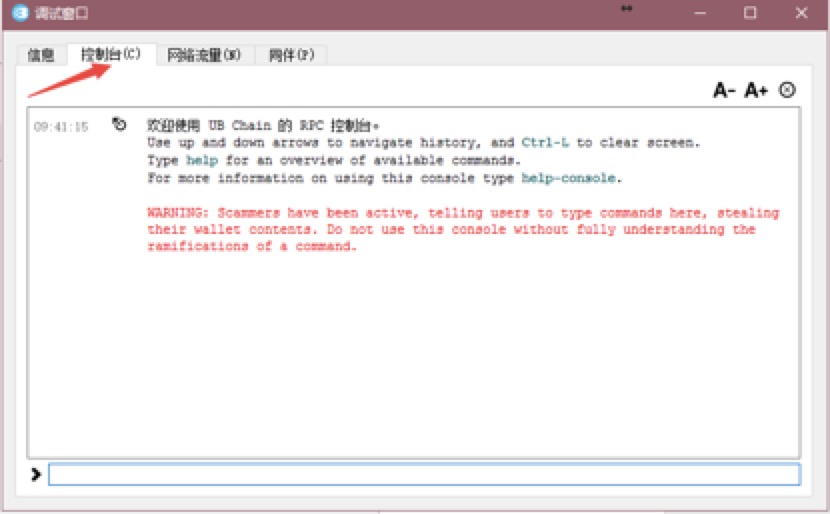 调试窗口
信息 控制台(C) 网络流量(N) 同伴(P)
A- A+
09:41:15 欢迎使用 UB Chain 的 RPC 控制台。
Use up and down arrows to navigate history, and Ctrl-L to clear screen.
Type help for an overview of available commands.
For more information on using this console type help-console.
WARNING: Scammers have been active, telling users to type commands here, stealing
their wallet contents. Do not use this console without fully understanding the
ramifications of a command.